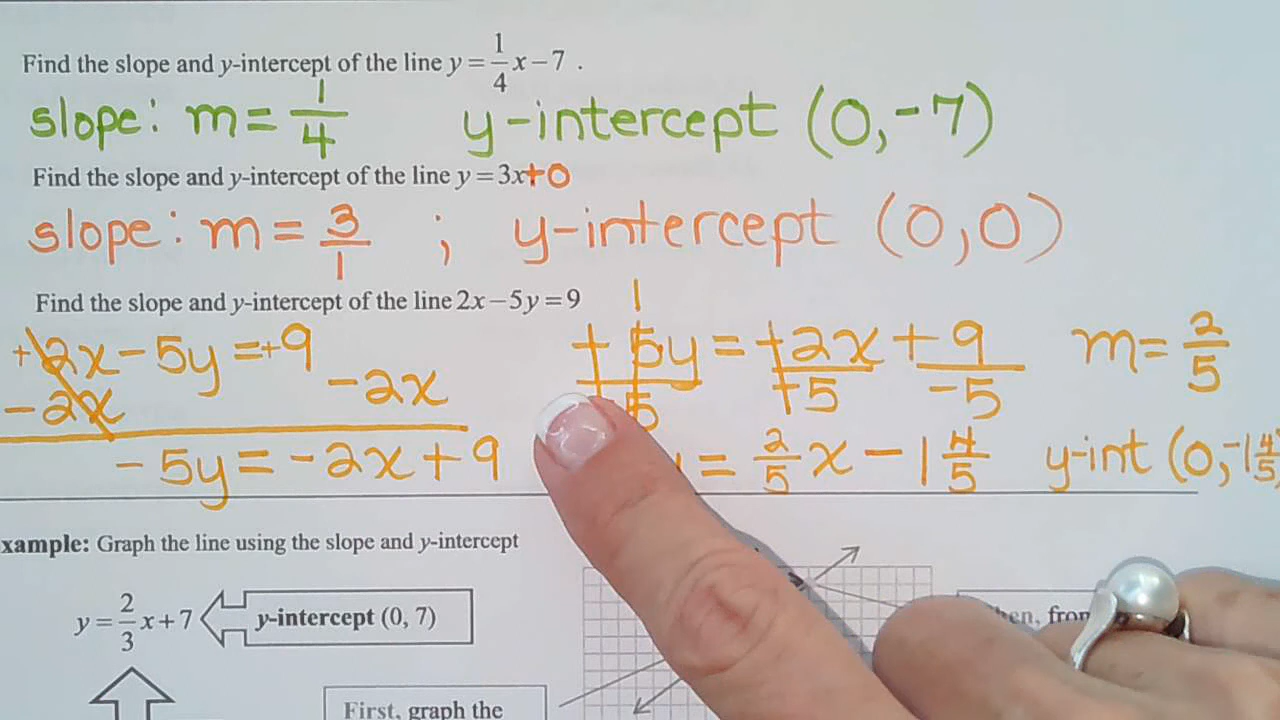 Find the slope and y-intercept of the line y = 1/4 x − 7 .
slope: m = 1/4 y-intercept (0, -7)
Find the slope and y-intercept of the line y = 3x + 0
slope: m = 3/1 ; y-intercept (0, 0)
Find the slope and y-intercept of the line 2x − 5y = 9
+2x - 5y = +9
-2x -2x
-5y = -2x + 9
1
5y = 2x + 9 m = 2/5
5 5 -5
= 2/5 x - 1 4/5 y-int (0, -1 4/5)
xample: Graph the line using the slope and y-intercept
y = 2/3 x + 7
y-intercept (0, 7)
First, graph the